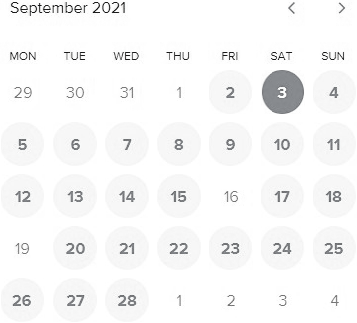 September 2021
MON TUE WED THU FRI SAT SUN
29 30 31 1 2 3 4
5 6 7 8 9 10 11
12 13 14 15 16 17 18
19 20 21 22 23 24 25
26 27 28 1 2 3 4